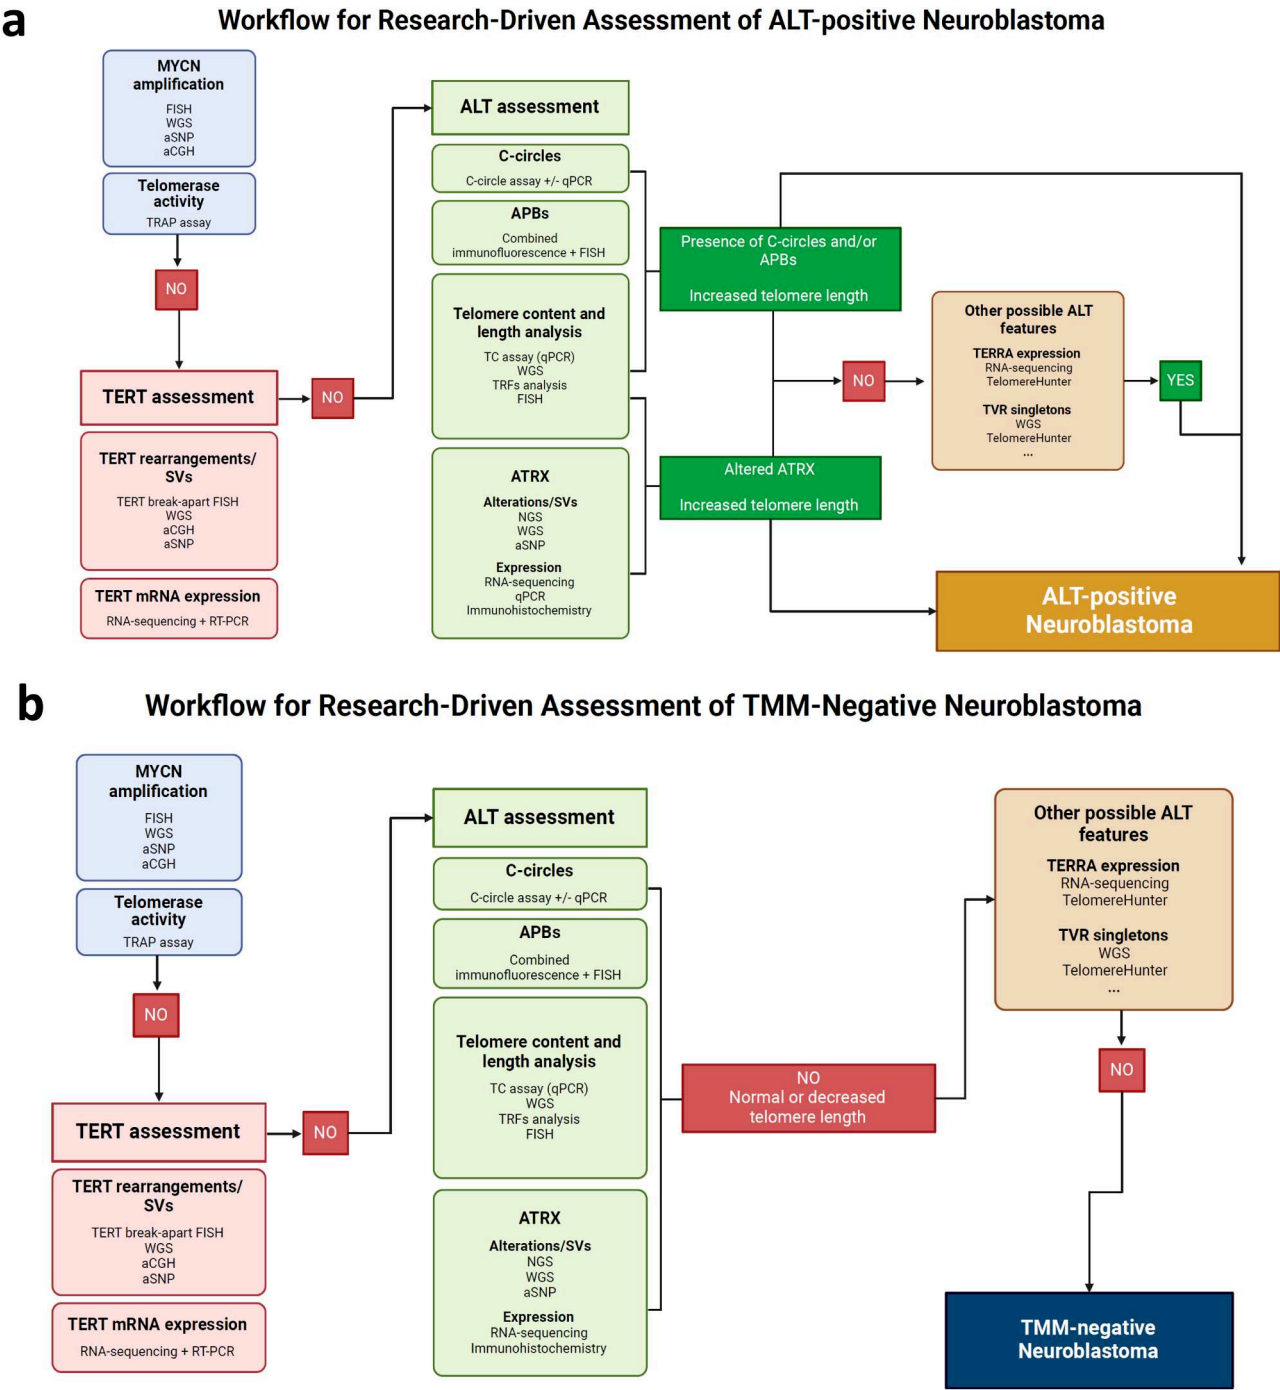 a
Workflow for Research-Driven Assessment of ALT-positive Neuroblastoma
MYCN
amplification
FISH
WGS
aSNP
aCGH
Telomerase
activity
TRAP assay
NO
TERT assessment
NO
TERT rearrangements/
SVs
TERT break-apart FISH
WGS
aCGH
aSNP
TERT mRNA expression
RNA-sequencing + RT-PCR
ALT assessment
C-circles
C-circle assay +/- qPCR
APBs
Combined
immunofluorescence + FISH
Telomere content and
length analysis
TC assay (qPCR)
WGS
TRFs analysis
FISH
ATRX
Alterations/SVs
NGS
WGS
aSNP
Expression
RNA-sequencing
qPCR
Immunohistochemistry
Presence of C-circles and/or
APBs
Increased telomere length
NO
Altered ATRX
Increased telomere length
Other possible ALT
features
TERRA expression
RNA-sequencing
TelomereHunter
TVR singletons
WGS
TelomereHunter
...
YES
ALT-positive
Neuroblastoma
b
Workflow for Research-Driven Assessment of TMM-Negative Neuroblastoma
MYCN
amplification
FISH
WGS
aSNP
aCGH
Telomerase
activity
TRAP assay
NO
TERT assessment
NO
TERT rearrangements/
SVs
TERT break-apart FISH
WGS
aCGH
aSNP
TERT mRNA expression
RNA-sequencing + RT-PCR
ALT assessment
C-circles
C-circle assay +/- qPCR
APBs
Combined
immunofluorescence + FISH
Telomere content and
length analysis
TC assay (qPCR)
WGS
TRFs analysis
FISH
ATRX
Alterations/SVs
NGS
WGS
aSNP
Expression
RNA-sequencing
Immunohistochemistry
NO
Normal or decreased
telomere length
Other possible ALT
features
TERRA expression
RNA-sequencing
TelomereHunter
TVR singletons
WGS
TelomereHunter
...
NO
TMM-negative
Neuroblastoma